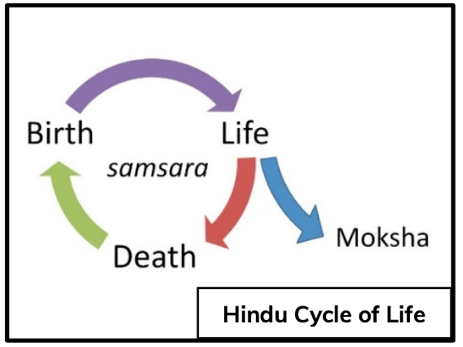 Birth
Life
samsara
Death
Moksha
Hindu Cycle of Life